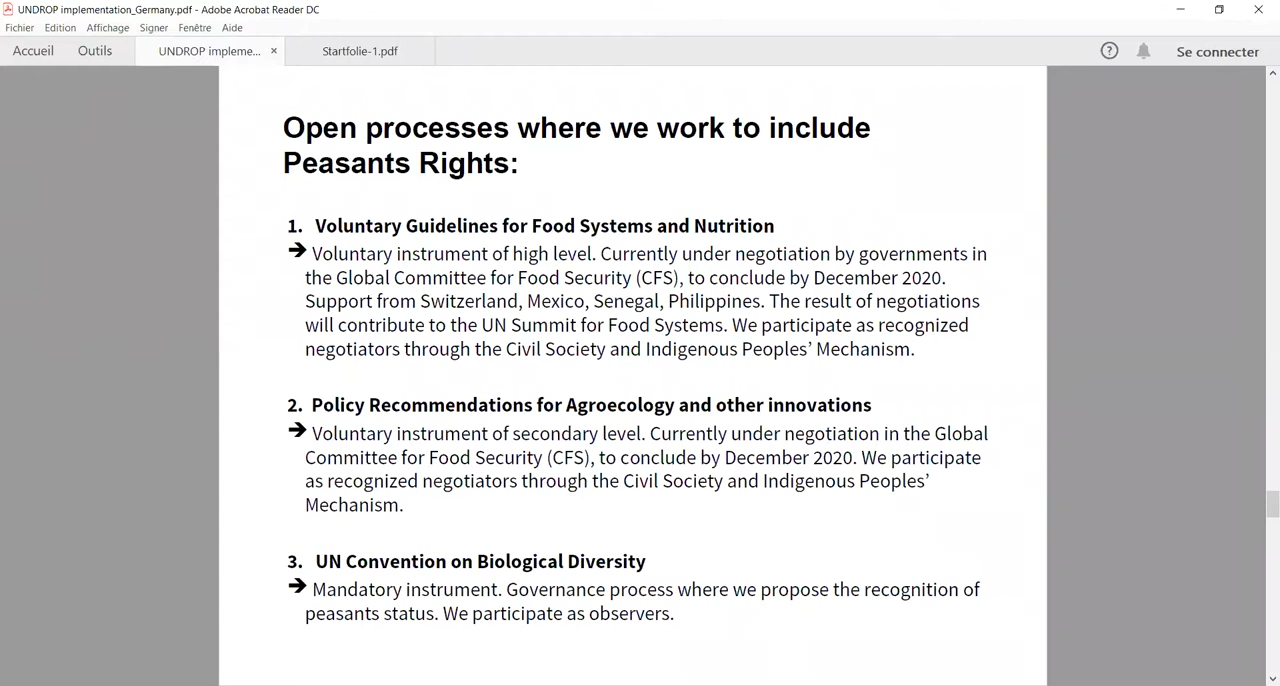 UNDROP implementation_Germany.pdf - Adobe Acrobat Reader DC
Fichier Edition Affichage Signer Fenêtre Aide
Accueil Outils UNDROP impleme... × Startfolie-1.pdf ? Se connecter
Open processes where we work to include
Peasants Rights:
1. Voluntary Guidelines for Food Systems and Nutrition
➔ Voluntary instrument of high level. Currently under negotiation by governments in
the Global Committee for Food Security (CFS), to conclude by December 2020.
Support from Switzerland, Mexico, Senegal, Philippines. The result of negotiations
will contribute to the UN Summit for Food Systems. We participate as recognized
negotiators through the Civil Society and Indigenous Peoples’ Mechanism.
2. Policy Recommendations for Agroecology and other innovations
➔ Voluntary instrument of secondary level. Currently under negotiation in the Global
Committee for Food Security (CFS), to conclude by December 2020. We participate
as recognized negotiators through the Civil Society and Indigenous Peoples’
Mechanism.
3. UN Convention on Biological Diversity
➔ Mandatory instrument. Governance process where we propose the recognition of
peasants status. We participate as observers.